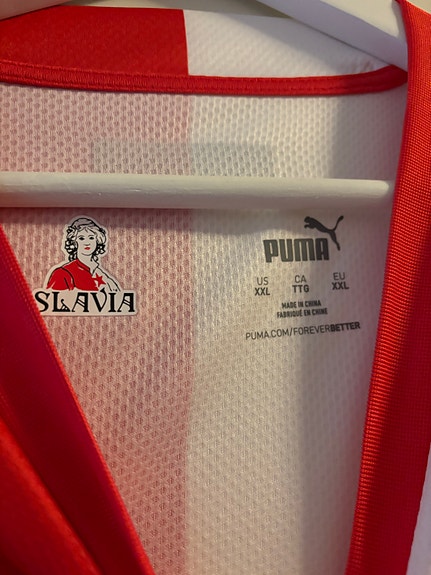 SLAVIA
PUMA
US CA EU
XXL TTG XXL
MADE IN CHINA
FABRIQUÉ EN CHINE
PUMA.COM/FOREVERBETTER